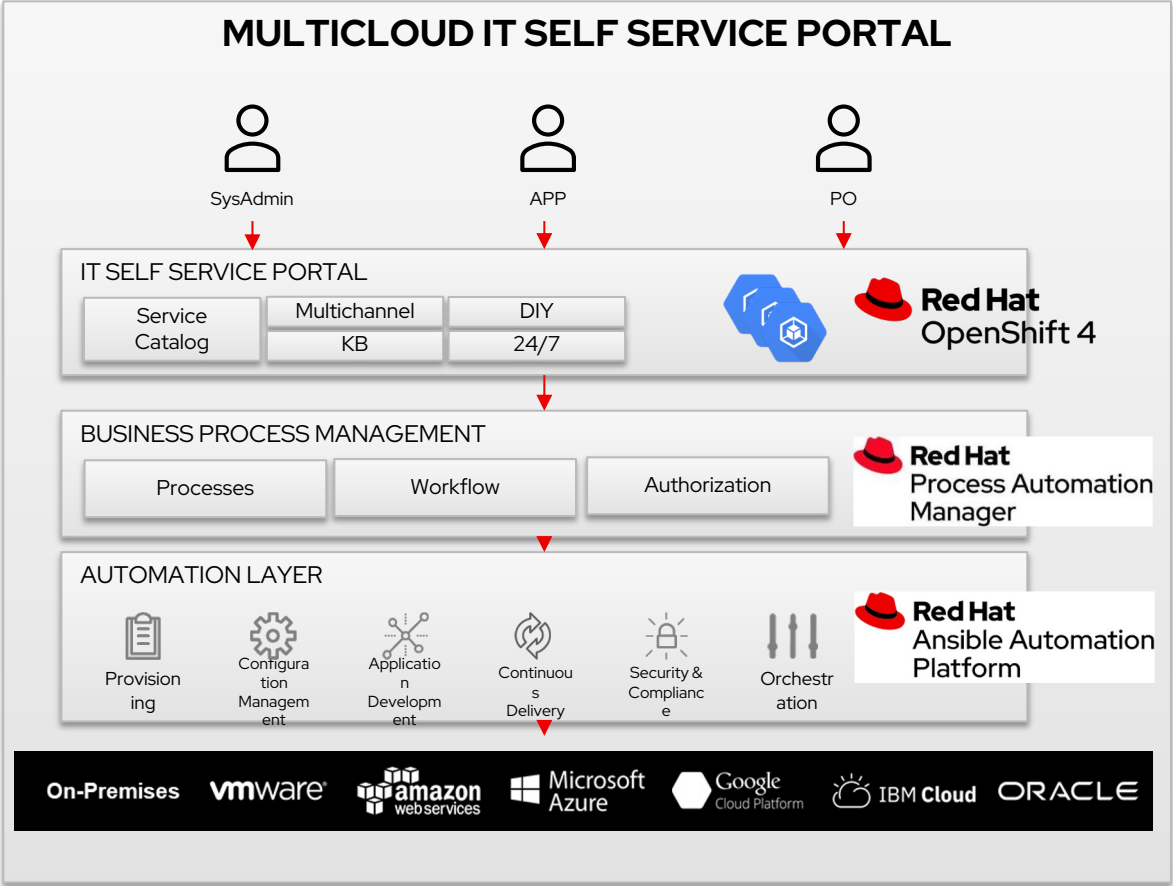 MULTICLOUD IT SELF SERVICE PORTAL
SysAdmin
APP
PO
IT SELF SERVICE PORTAL
Service
Catalog
Multichannel
KB
DIY
24/7
Red Hat
OpenShift 4
BUSINESS PROCESS MANAGEMENT
Processes
Workflow
Authorization
Red Hat
Process Automation
Manager
AUTOMATION LAYER
Provision
ing
Configura
tion
Managem
ent
Applicatio
n
Developm
ent
Continuou
s
Delivery
Security &
Complianc
e
Orchestr
ation
Red Hat
Ansible Automation
Platform
On-Premises
vmware®
amazon
webservices
Microsoft
Azure
Google
Cloud Platform
IBM Cloud
ORACLE